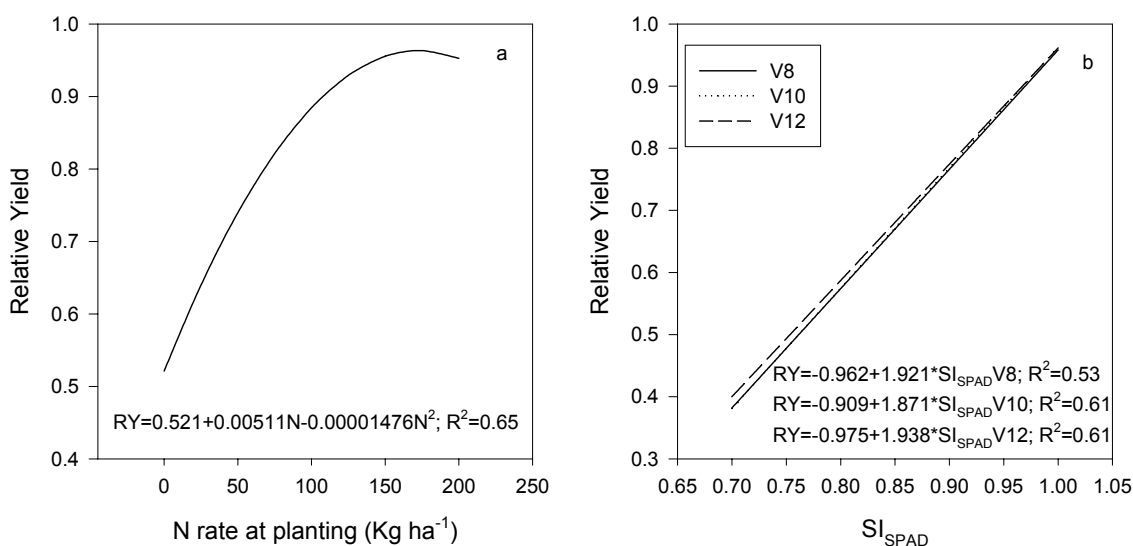 a
1.0
0.9
0.8
0.7
0.6
0.5
0.4
Relative Yield
RY=0.521+0.00511N-0.00001476N²; R²=0.65
0 50 100 150 200 250
N rate at planting (Kg ha⁻¹)
b
V8
V10
V12
1.0
0.9
0.8
0.7
0.6
0.5
0.4
0.3
Relative Yield
RY=-0.962+1.921*SI_SPAD V8; R²=0.53
RY=-0.909+1.871*SI_SPAD V10; R²=0.61
RY=-0.975+1.938*SI_SPAD V12; R²=0.61
0.65 0.70 0.75 0.80 0.85 0.90 0.95 1.00 1.05
SI_SPAD